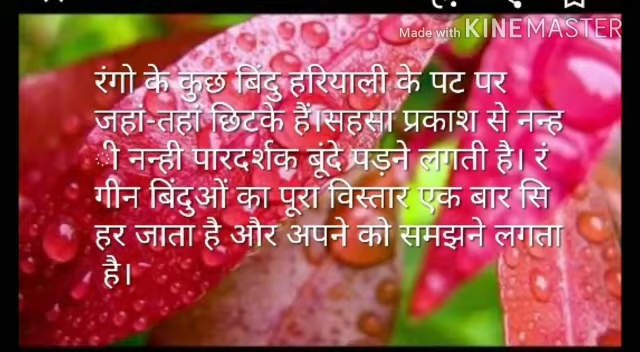 Made with KINEMASTER
रंगो के कुछ बिंदु हरियाली के पट पर
जहां-तहां छिटके हैं।सहसा प्रकाश से नन्ह
ी नन्ही पारदर्शक बूंदे पड़ने लगती है। रं
गीन बिंदुओं का पूरा विस्तार एक बार सि
हर जाता है और अपने को समझने लगता
है।